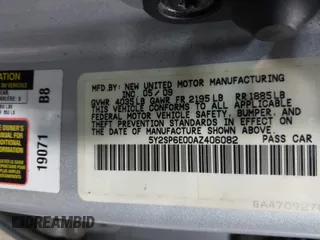 MFD.BY: NEW UNITED MOTOR MANUFACTURING
INC. 05/09
GVWR 4035LB GAWR FR 2195LB RR 1885LB
THIS VEHICLE CONFORMS TO ALL APPLICABLE
FEDERAL MOTOR VEHICLE SAFETY, BUMPER, AND
THEFT PREVENTION STANDARDS IN EFFECT ON THE
DATE OF MANUFACTURE SHOWN ABOVE.
5Y2SP6E00AZ406082 PASS CAR
B8
19071
DREAMBID